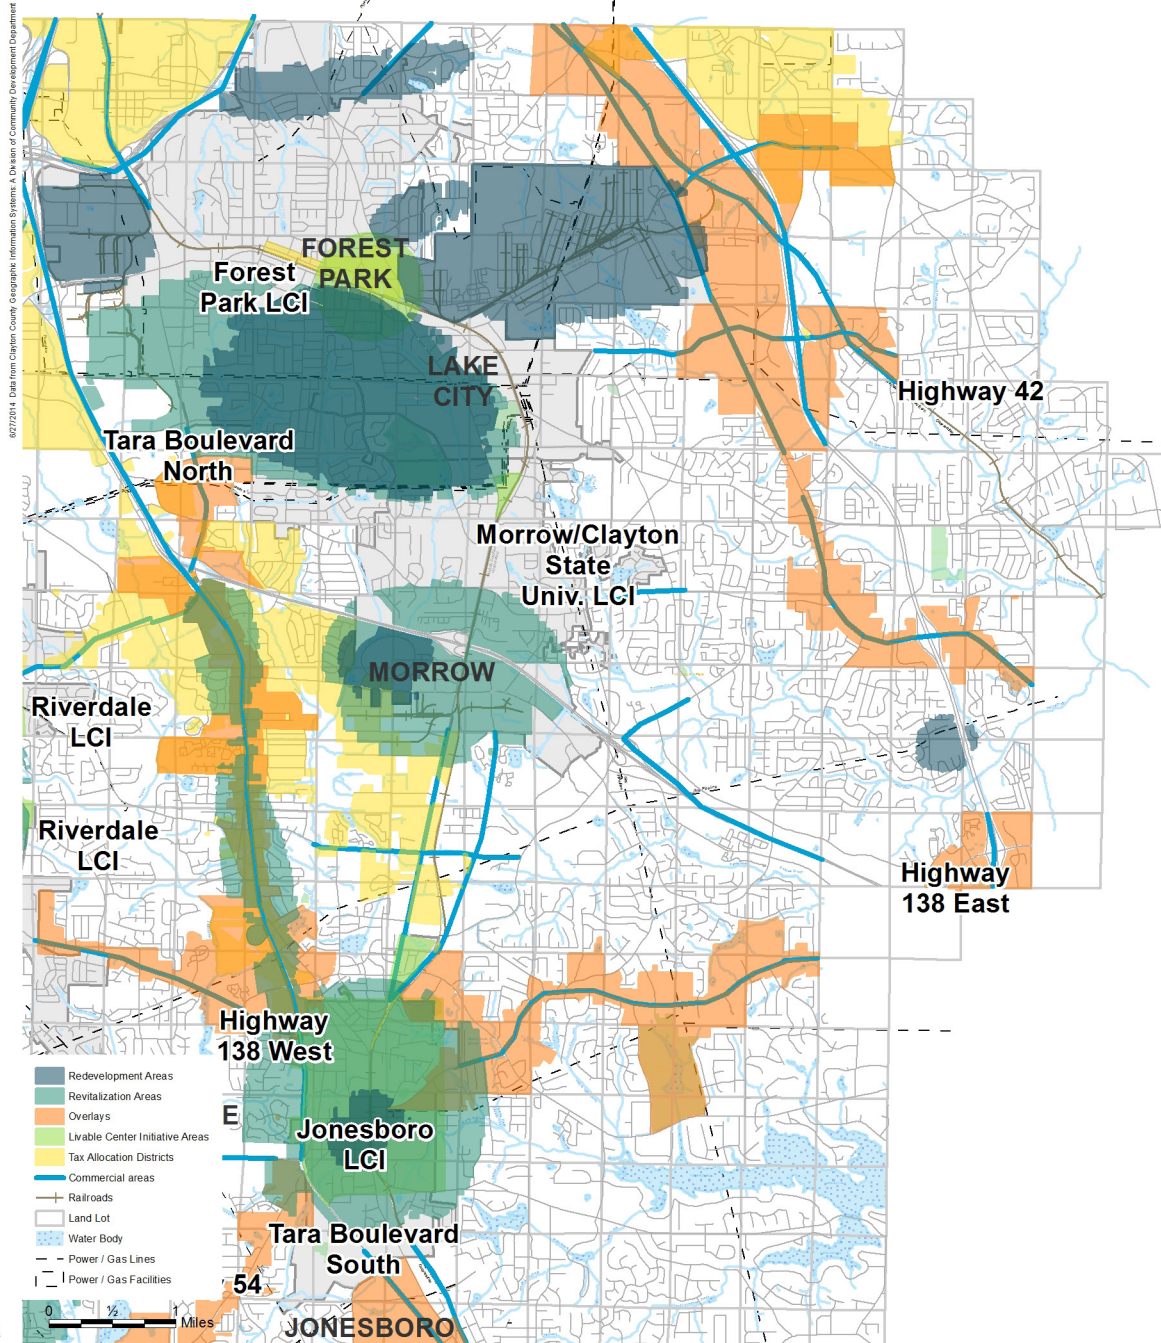 6/27/2014. Data from Clayton County Geographic Information Systems: A Division of Community Development Department
FOREST
PARK
Forest
Park LCI
LAKE
CITY
Highway 42
Tara Boulevard
North
Morrow/Clayton
State
Univ. LCI
MORROW
Riverdale
LCI
Riverdale
LCI
Highway
138 East
Highway
138 West
E
Jonesboro
LCI
Tara Boulevard
South
54
JONESBORO
Redevelopment Areas
Revitalization Areas
Overlays
Livable Center Initiative Areas
Tax Allocation Districts
Commercial areas
Railroads
Land Lot
Water Body
Power / Gas Lines
Power / Gas Facilities
0 ½ 1
Miles